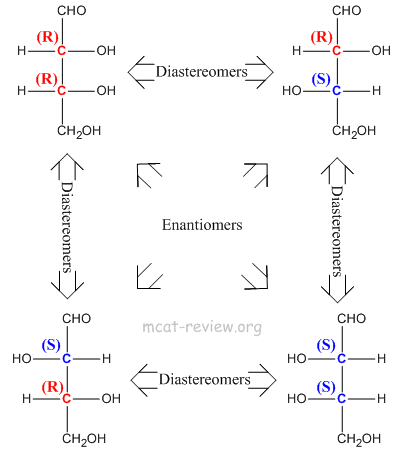 CHO CHO
(R) (R)
H C OH H C OH
(R) (S)
H C OH Diastereomers HO C H
CH2OH CH2OH
Diastereomers Diastereomers
Enantiomers
mcat-review.org
CHO CHO
(S) (S)
HO C H HO C H
(R) (S)
H C OH Diastereomers HO C H
CH2OH CH2OH